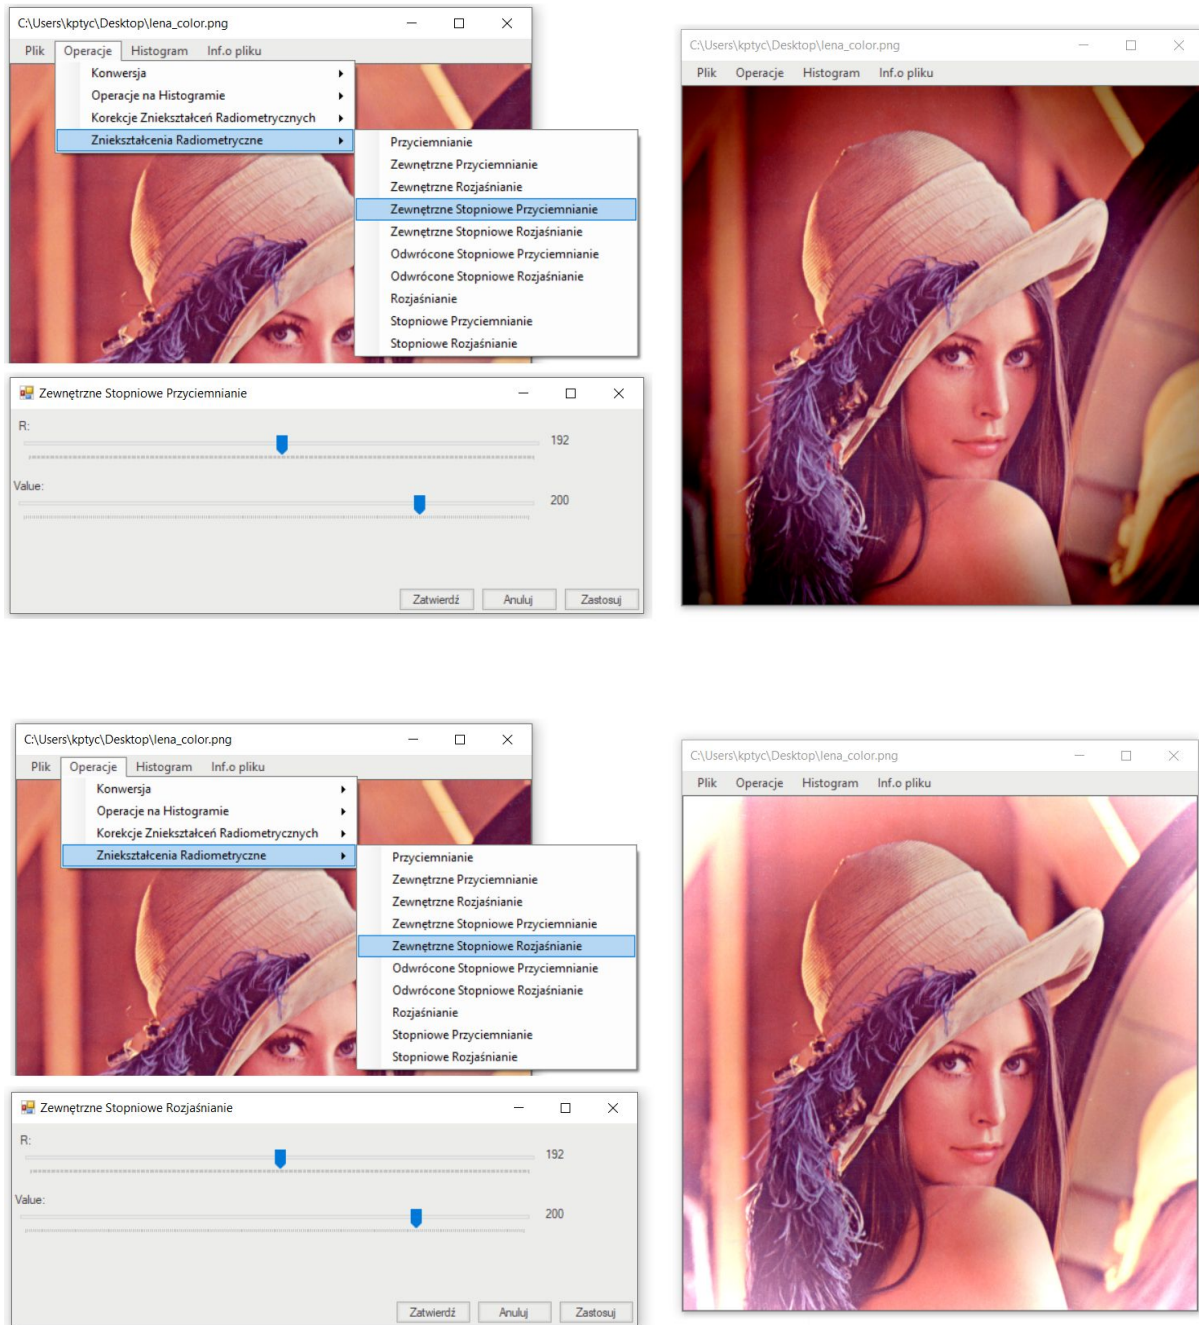 C:\Users\kptyc\Desktop\lena_color.png
Plik Operacje Histogram Inf.o pliku
Konwersja
Operacje na Histogramie
Korekcje Zniekształceń Radiometrycznych
Zniekształcenia Radiometryczne
Przyciemnianie
Zewnętrzne Przyciemnianie
Zewnętrzne Rozjaśnianie
Zewnętrzne Stopniowe Przyciemnianie
Zewnętrzne Stopniowe Rozjaśnianie
Odwrócone Stopniowe Przyciemnianie
Odwrócone Stopniowe Rozjaśnianie
Rozjaśnianie
Stopniowe Przyciemnianie
Stopniowe Rozjaśnianie
Zewnętrzne Stopniowe Przyciemnianie
R:
192
Value:
200
Zatwierdź Anuluj Zastosuj
C:\Users\kptyc\Desktop\lena_color.png
Plik Operacje Histogram Inf.o pliku
C:\Users\kptyc\Desktop\lena_color.png
Plik Operacje Histogram Inf.o pliku
Konwersja
Operacje na Histogramie
Korekcje Zniekształceń Radiometrycznych
Zniekształcenia Radiometryczne
Przyciemnianie
Zewnętrzne Przyciemnianie
Zewnętrzne Rozjaśnianie
Zewnętrzne Stopniowe Przyciemnianie
Zewnętrzne Stopniowe Rozjaśnianie
Odwrócone Stopniowe Przyciemnianie
Odwrócone Stopniowe Rozjaśnianie
Rozjaśnianie
Stopniowe Przyciemnianie
Stopniowe Rozjaśnianie
Zewnętrzne Stopniowe Rozjaśnianie
R:
192
Value:
200
Zatwierdź Anuluj Zastosuj
C:\Users\kptyc\Desktop\lena_color.png
Plik Operacje Histogram Inf.o pliku